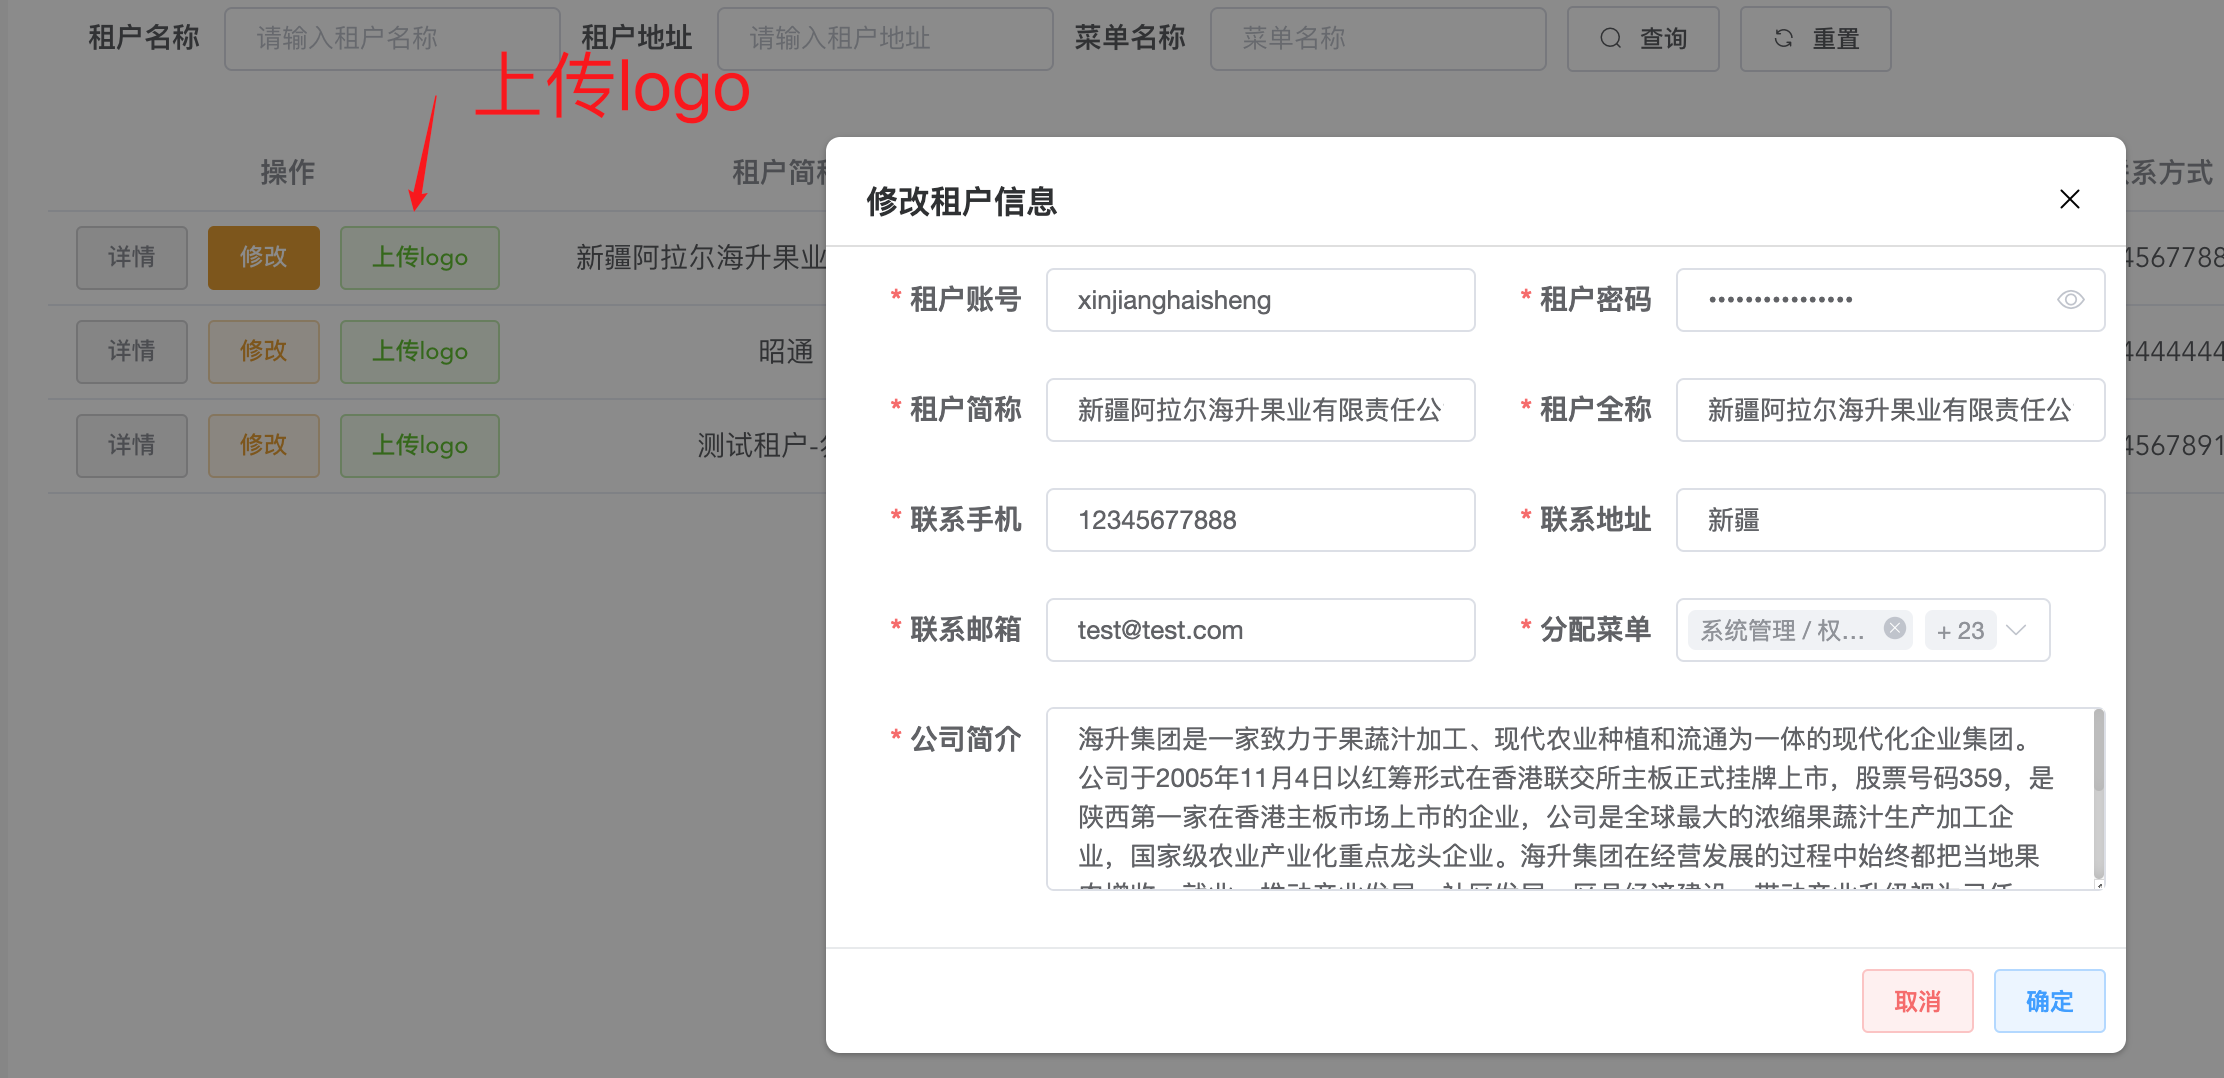 租户名称 请输入租户名称 租户地址 请输入租户地址 菜单名称 菜单名称 查询 重置
上传logo
操作 租户简称 联系方式
详情 修改 上传logo 新疆阿拉尔海升果业 4567788
详情 修改 上传logo 昭通 4444444
详情 修改 上传logo 测试租户- 4567891
修改租户信息
* 租户账号 xinjianghaisheng * 租户密码 ••••••••••••••••
* 租户简称 新疆阿拉尔海升果业有限责任公 * 租户全称 新疆阿拉尔海升果业有限责任公
* 联系手机 12345677888 * 联系地址 新疆
* 联系邮箱 test@test.com * 分配菜单 系统管理 / 权... + 23
* 公司简介 海升集团是一家致力于果蔬汁加工、现代农业种植和流通为一体的现代化企业集团。
公司于2005年11月4日以红筹形式在香港联交所主板正式挂牌上市，股票号码359，是
陕西第一家在香港主板市场上市的企业，公司是全球最大的浓缩果蔬汁生产加工企
业，国家级农业产业化重点龙头企业。海升集团在经营发展的过程中始终都把当地果
取消 确定